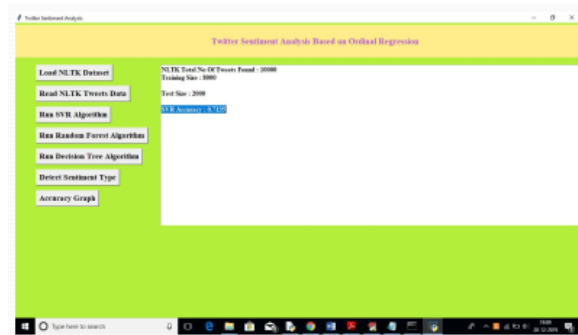 Twitter Sentiment Analysis
Twitter Sentiment Analysis Based on Ordinal Regression
Load NLTK Dataset
Read NLTK Tweets Data
Run SVR Algorithm
Run Random Forest Algorithm
Run Decision Tree Algorithm
Detect Sentiment Type
Accuracy Graph
NLTK Total No Of Tweets Found : 10000
Training Size : 8000
Test Size : 2000
SVR Accuracy :
Type here to search